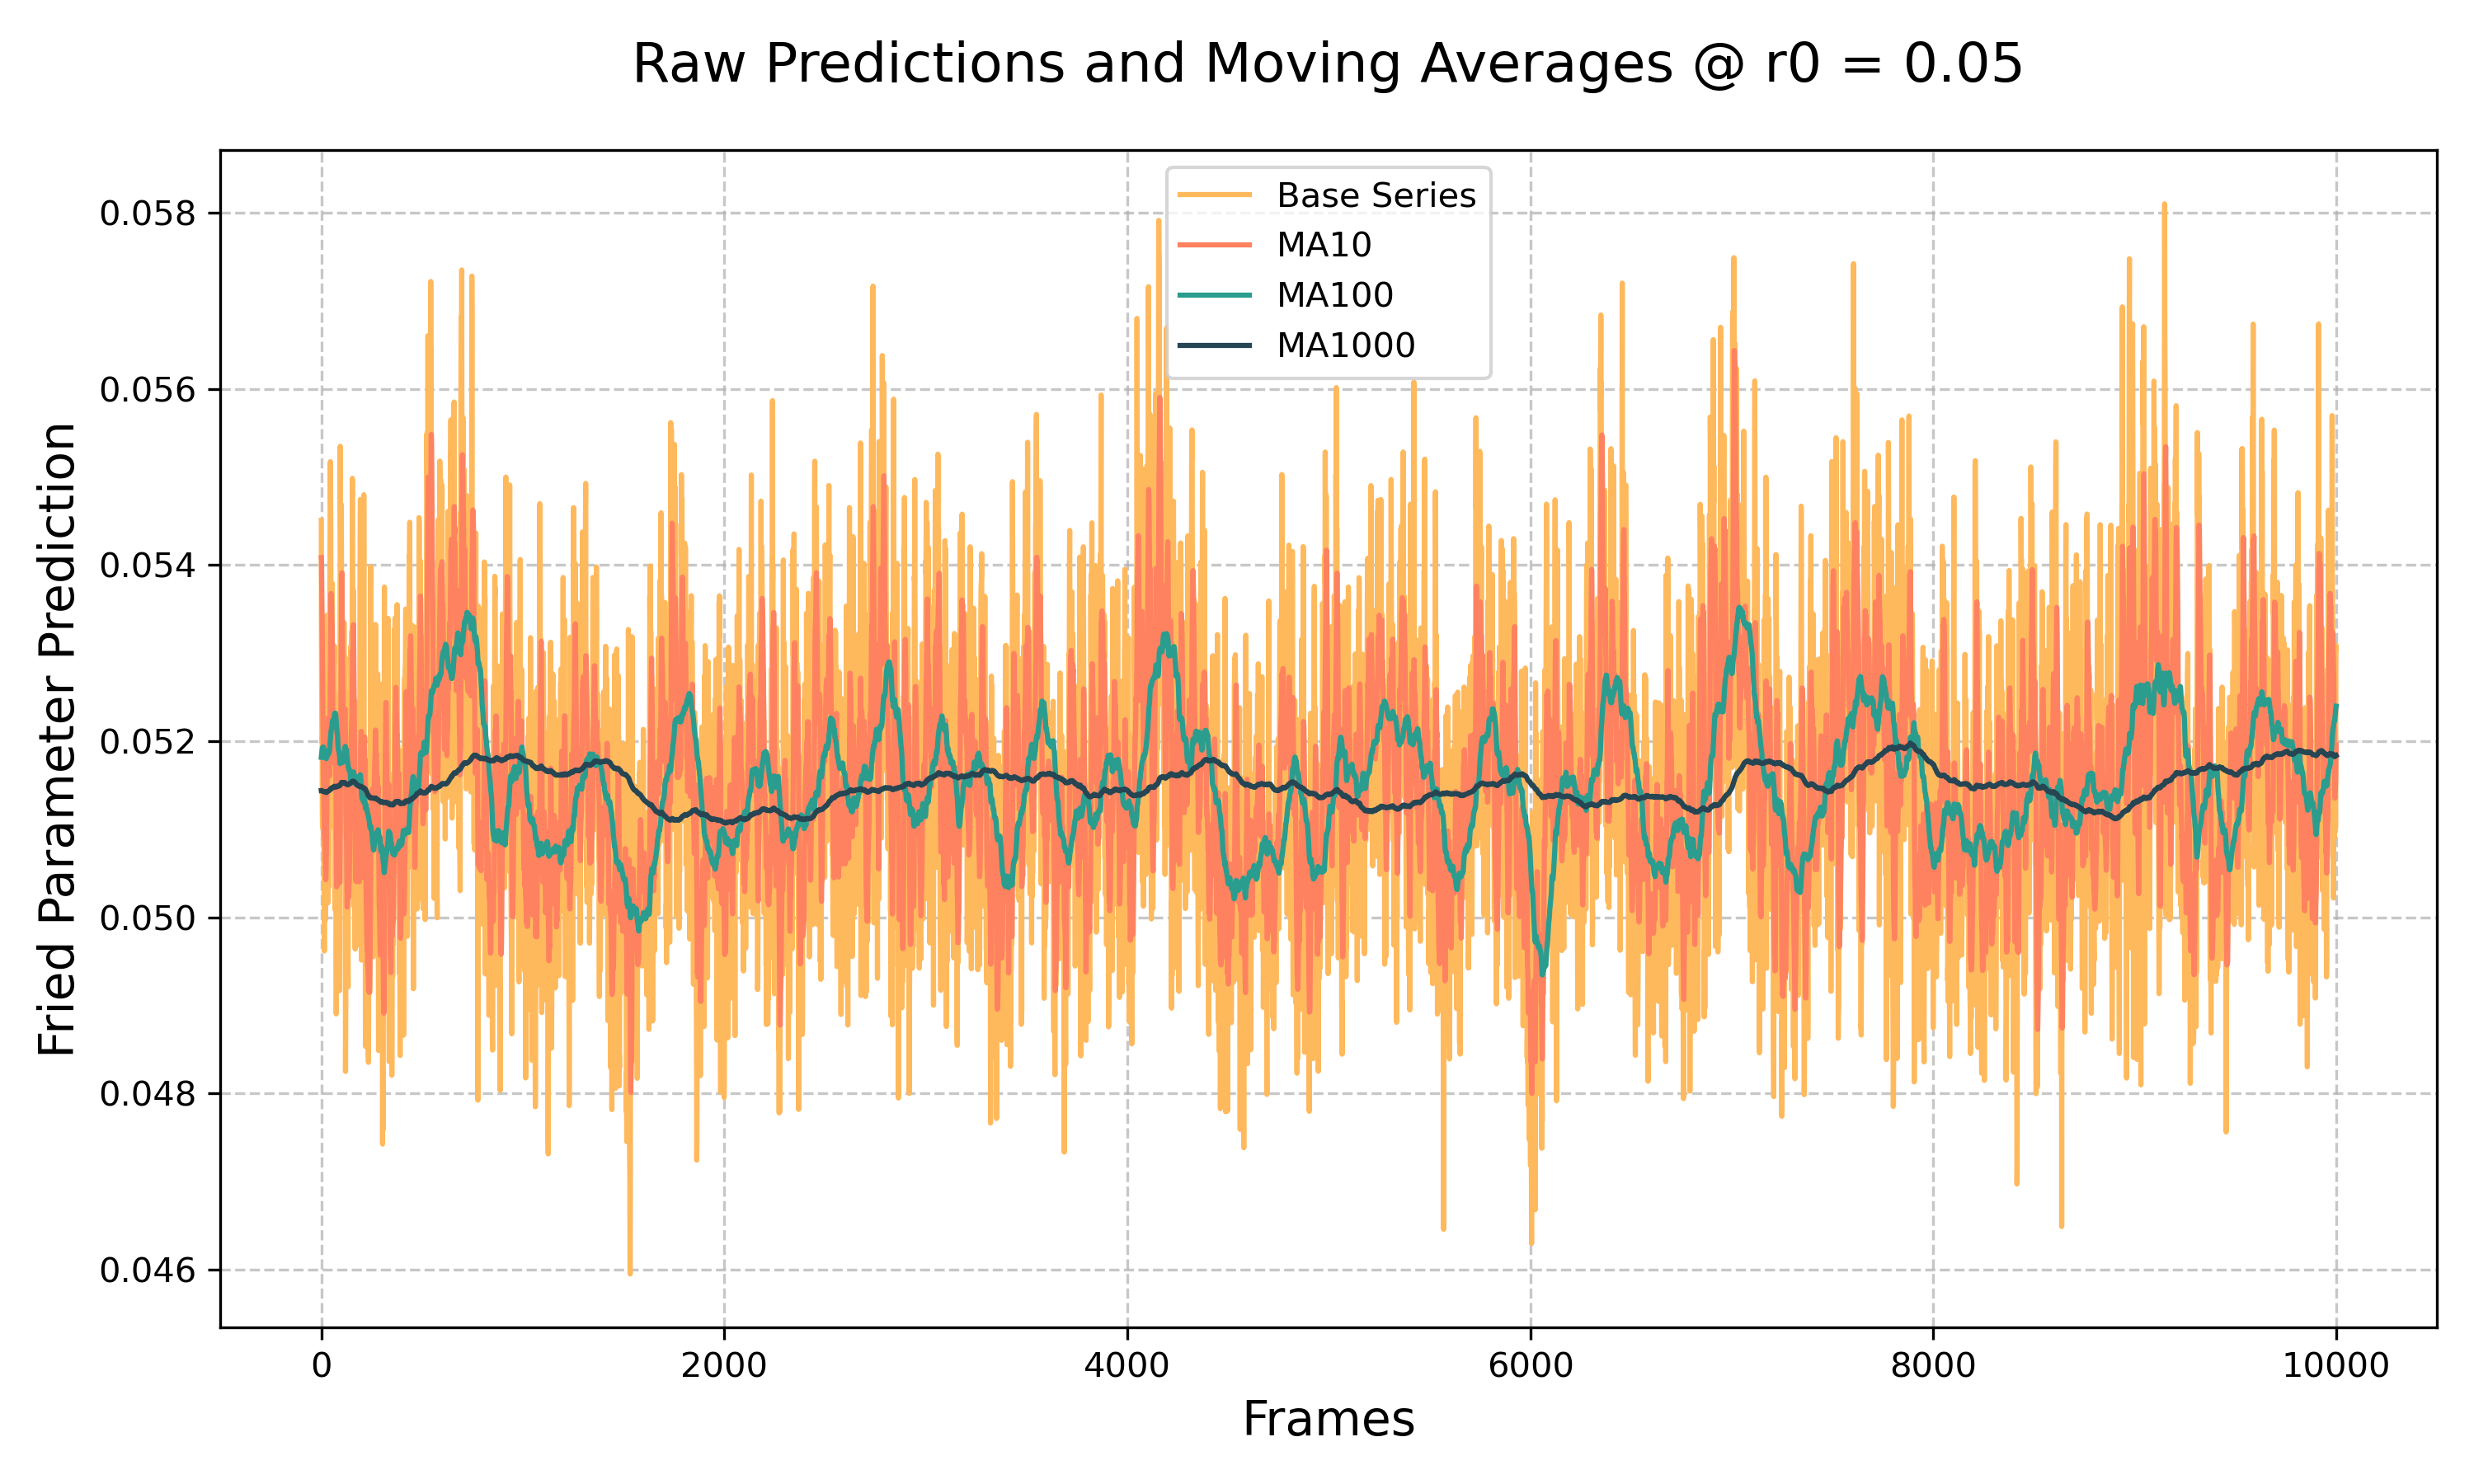 Raw Predictions and Moving Averages @ r0 = 0.05
Base Series
MA10
MA100
MA1000
Fried Parameter Prediction
0.058
0.056
0.054
0.052
0.050
0.048
0.046
0
2000
4000
6000
8000
10000
Frames